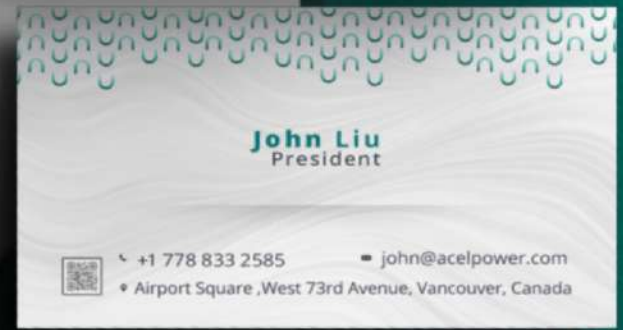 John Liu
President
+1 778 833 2585
john@acelpower.com
Airport Square ,West 73rd Avenue, Vancouver, Canada